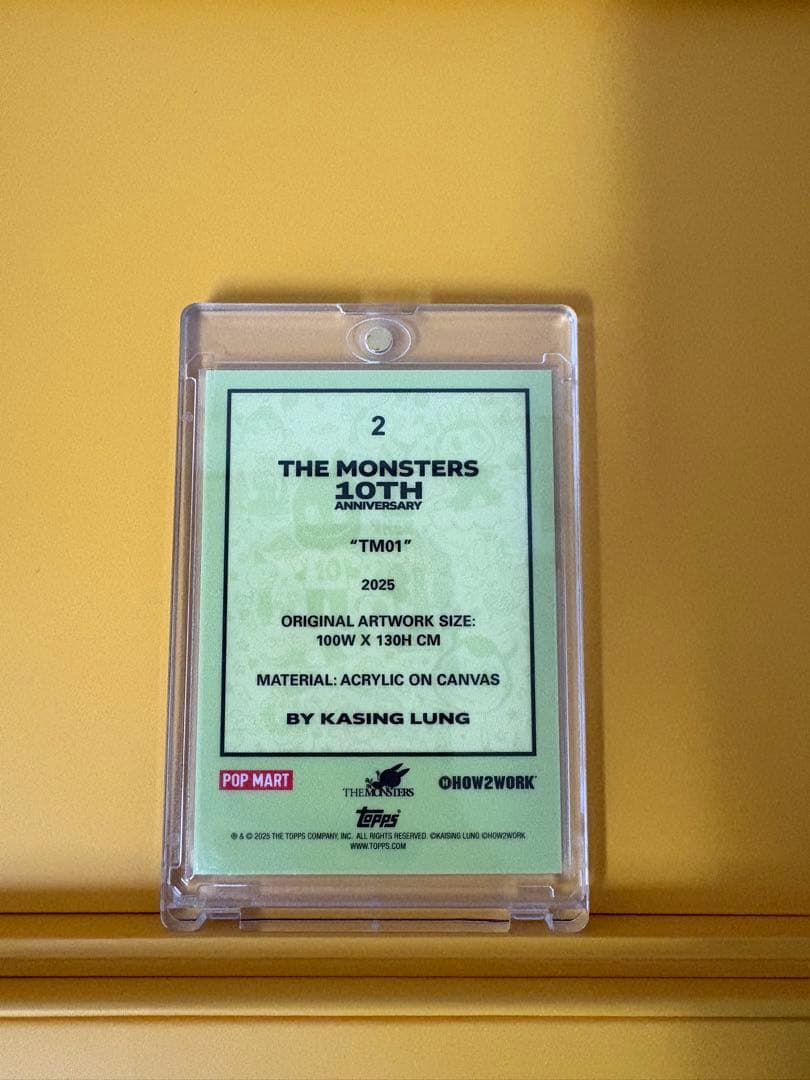 2
THE MONSTERS
10TH
ANNIVERSARY
“TM01”
2025
ORIGINAL ARTWORK SIZE:
100W X 130H CM
MATERIAL: ACRYLIC ON CANVAS
BY KASING LUNG
POP MART
THE MONSTERS
HOW2WORK
topps
® & © 2025 THE TOPPS COMPANY, INC. ALL RIGHTS RESERVED. ©KAISING LUNG ©HOW2WORK
WWW.TOPPS.COM